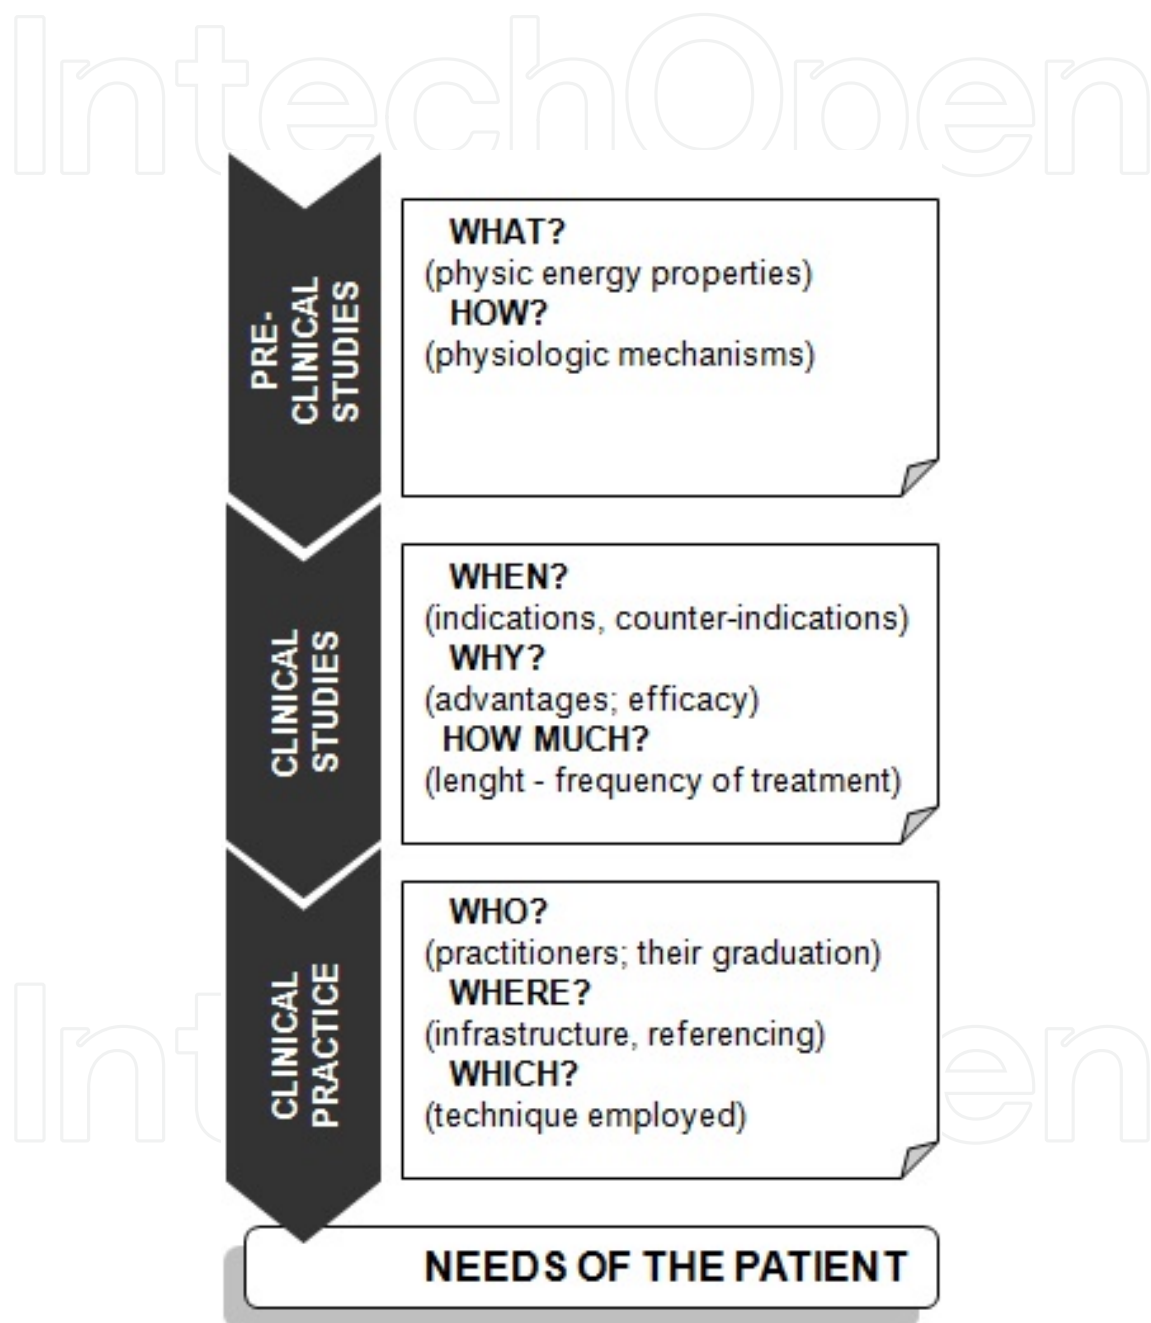 IntechOpen
PRE-
CLINICAL
STUDIES
WHAT?
(physic energy properties)
HOW?
(physiologic mechanisms)
CLINICAL
STUDIES
WHEN?
(indications, counter-indications)
WHY?
(advantages; efficacy)
HOW MUCH?
(lenght - frequency of treatment)
CLINICAL
PRACTICE
WHO?
(practitioners; their graduation)
WHERE?
(infrastructure, referencing)
WHICH?
(technique employed)
Int
en
NEEDS OF THE PATIENT